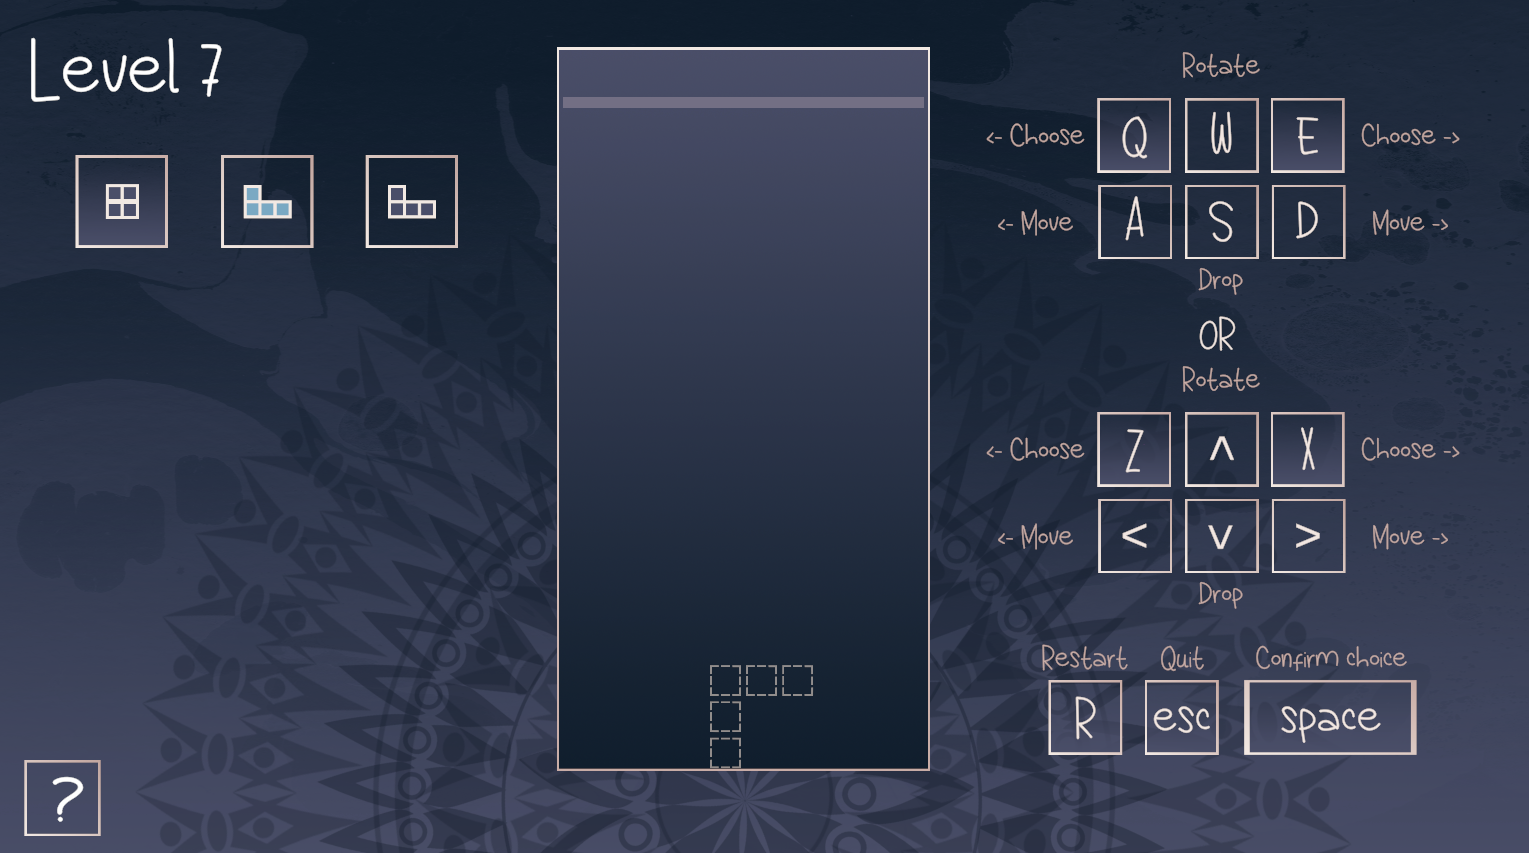 Level 7
Rotate
<- Choose Q W E Choose ->
<- Move A S D Move ->
Drop
OR
Rotate
<- Choose Z ^ X Choose ->
<- Move < v > Move ->
Drop
Restart Quit Confirm choice
R esc space
?